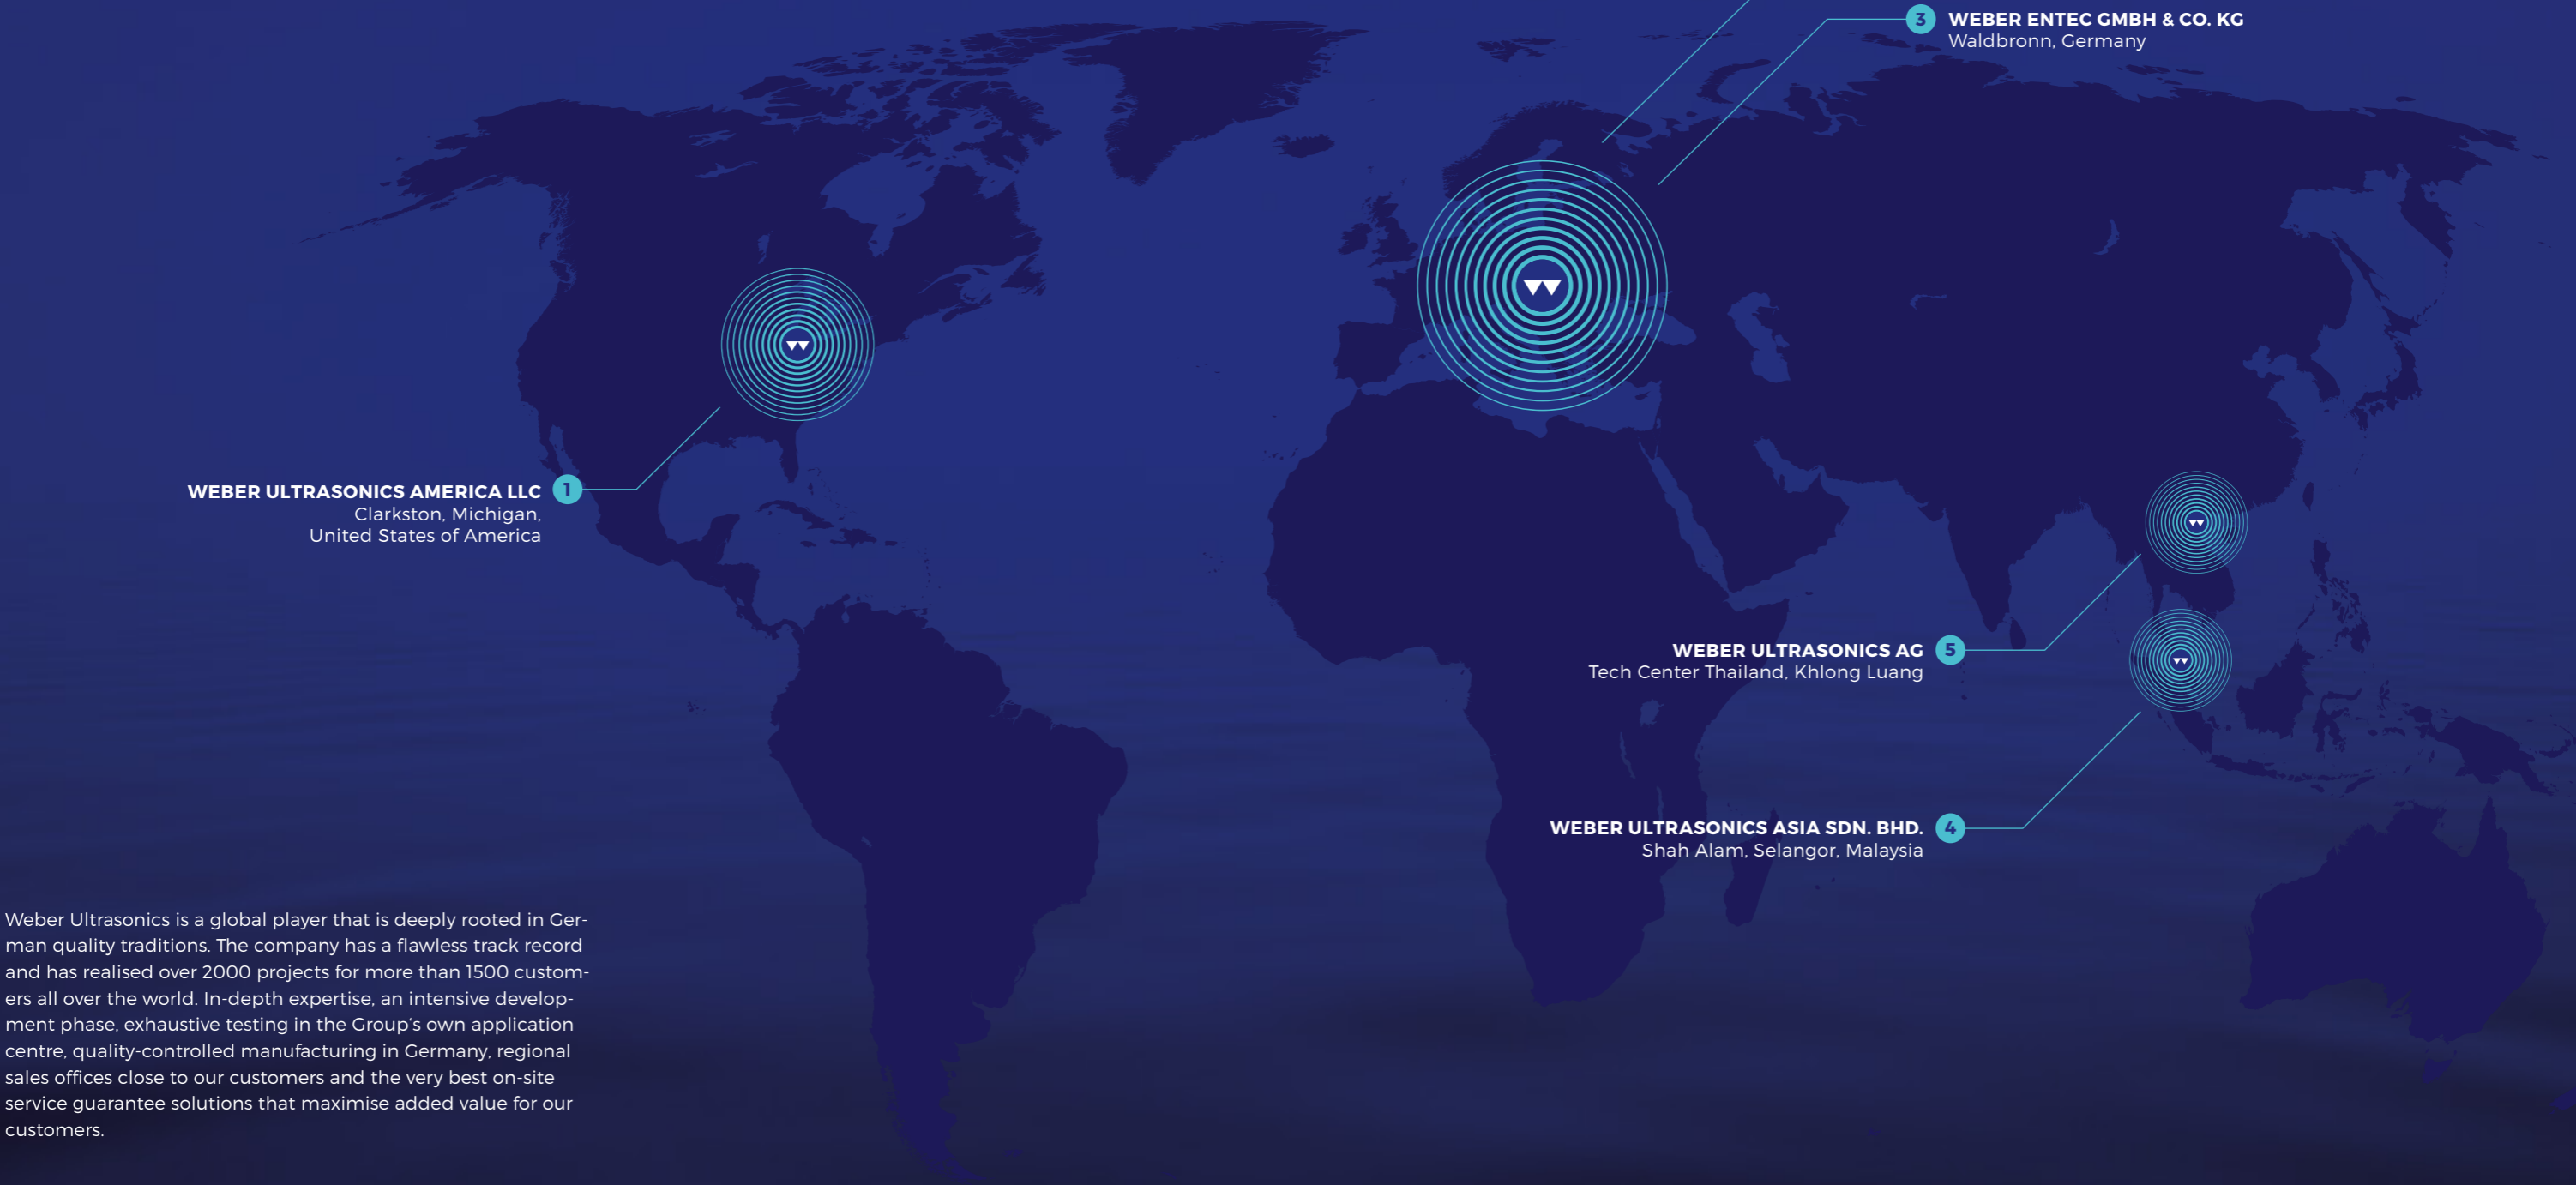 3 WEBER ENTEC GMBH & CO. KG
Waldbronn, Germany
WEBER ULTRASONICS AMERICA LLC 1
Clarkston, Michigan,
United States of America
WEBER ULTRASONICS AG 5
Tech Center Thailand, Khlong Luang
WEBER ULTRASONICS ASIA SDN. BHD. 4
Shah Alam, Selangor, Malaysia
Weber Ultrasonics is a global player that is deeply rooted in Ger-
man quality traditions. The company has a flawless track record
and has realised over 2000 projects for more than 1500 custom-
ers all over the world. In-depth expertise, an intensive develop-
ment phase, exhaustive testing in the Group‘s own application
centre, quality-controlled manufacturing in Germany, regional
sales offices close to our customers and the very best on-site
service guarantee solutions that maximise added value for our
customers.